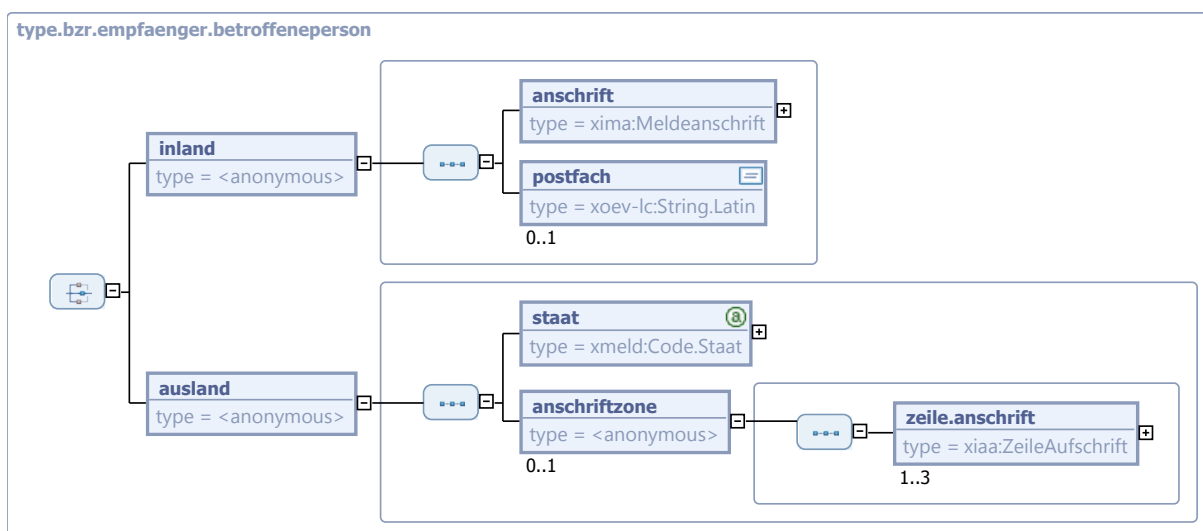 type.bzr.empfaenger.betroffeneperson
anschrift
type = xima:Meldeanschrift
inland
type = <anonymous>
postfach
type = xoev-lc:String.Latin
0..1
staat
a
type = xmeld:Code.Staat
ausland
type = <anonymous>
anschriftzone
type = <anonymous>
0..1
zeile.anschrift
type = xiaa:ZeileAufschrift
1..3